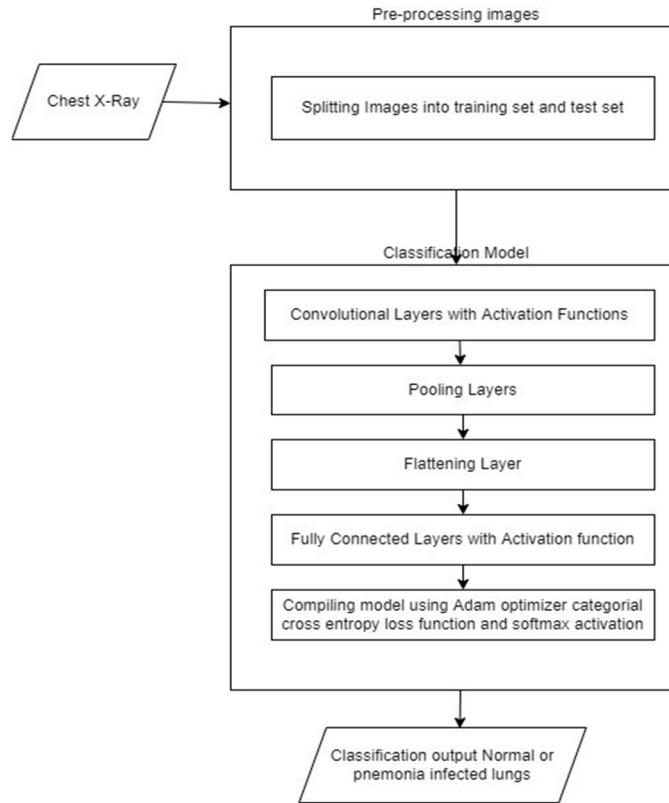 Pre-processing images
Chest X-Ray
Splitting Images into training set and test set
Classification Model
Convolutional Layers with Activation Functions
Pooling Layers
Flattening Layer
Fully Connected Layers with Activation function
Compiling model using Adam optimizer categorial
cross entropy loss function and softmax activation
Classification output Normal or
pnemonia infected lungs